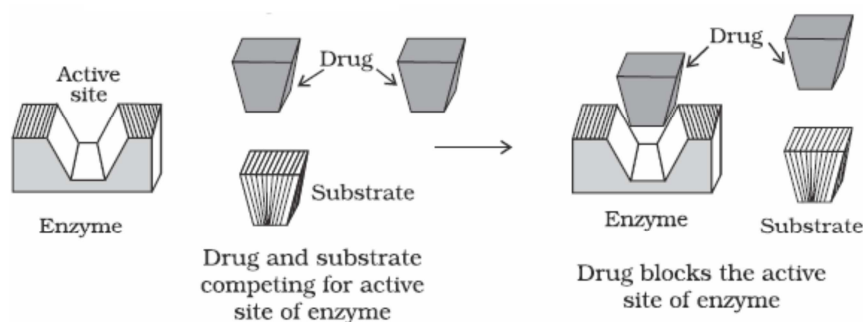 Active
site
Enzyme
Drug
Substrate
Drug and substrate
competing for active
site of enzyme
Drug
Enzyme
Substrate
Drug blocks the active
site of enzyme